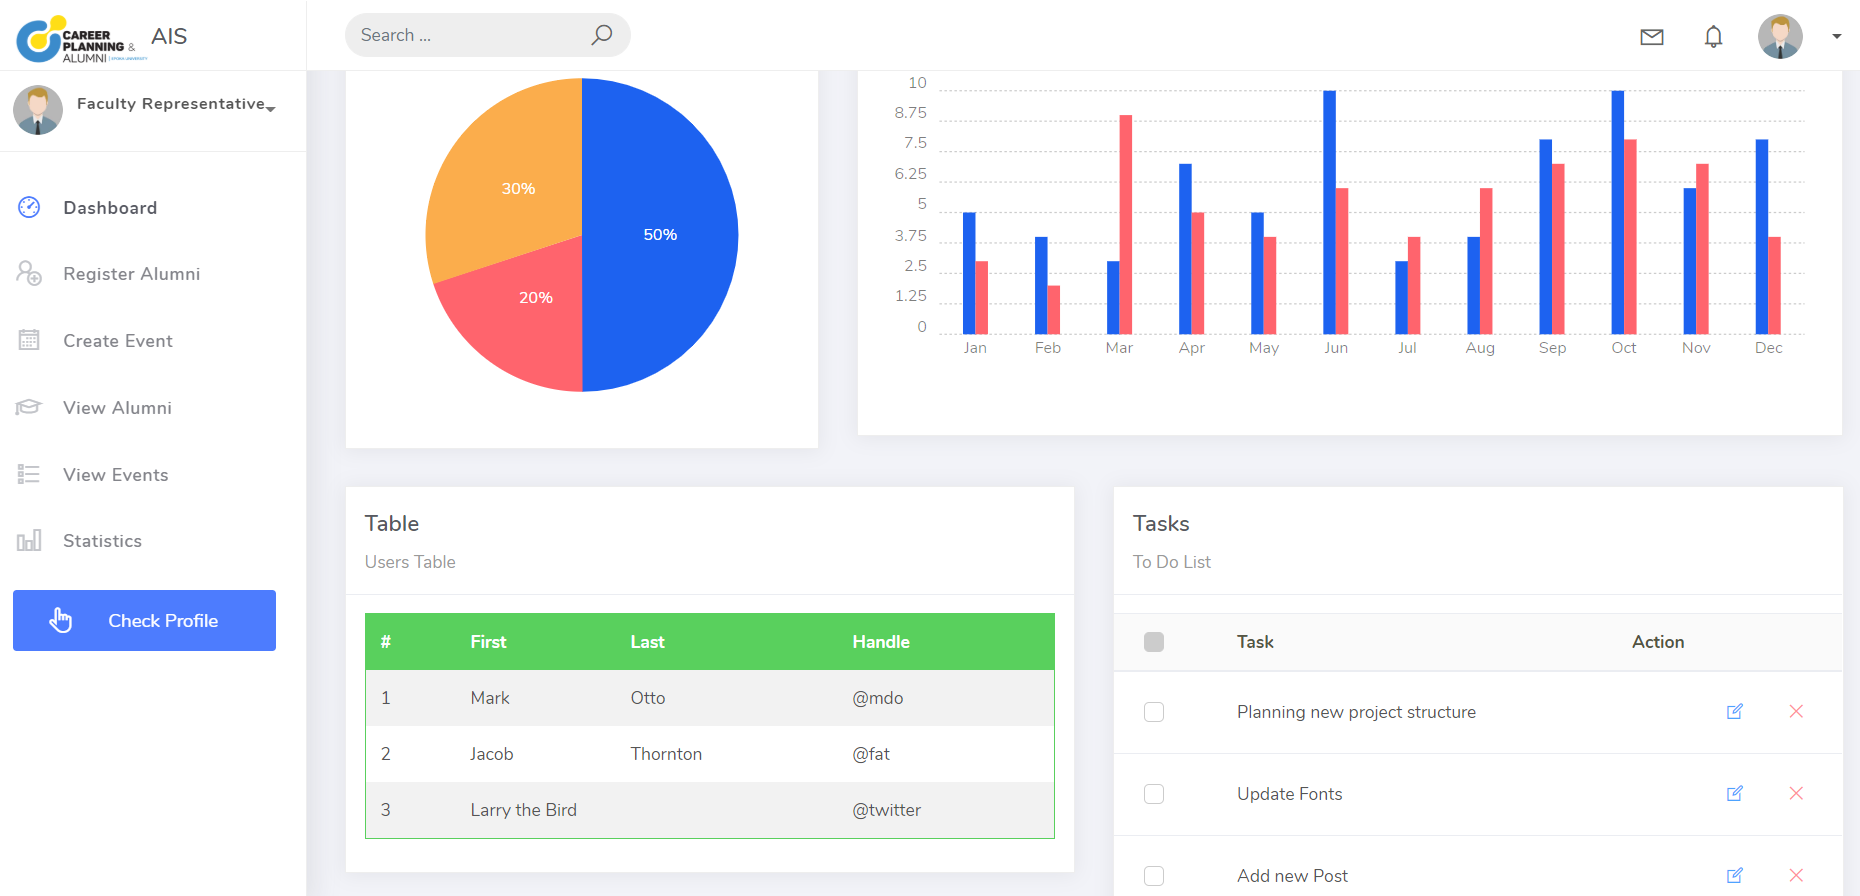 CAREER
PLANNING &
ALUMNI
AIS
Search ...
Faculty Representative
Dashboard
Register Alumni
Create Event
View Alumni
View Events
Statistics
Check Profile
30%
50%
20%
10
8.75
7.5
6.25
5
3.75
2.5
1.25
0
Jan Feb Mar Apr May Jun Jul Aug Sep Oct Nov Dec
Table
Users Table
# First Last Handle
1 Mark Otto @mdo
2 Jacob Thornton @fat
3 Larry the Bird @twitter
Tasks
To Do List
Task Action
Planning new project structure
Update Fonts
Add new Post